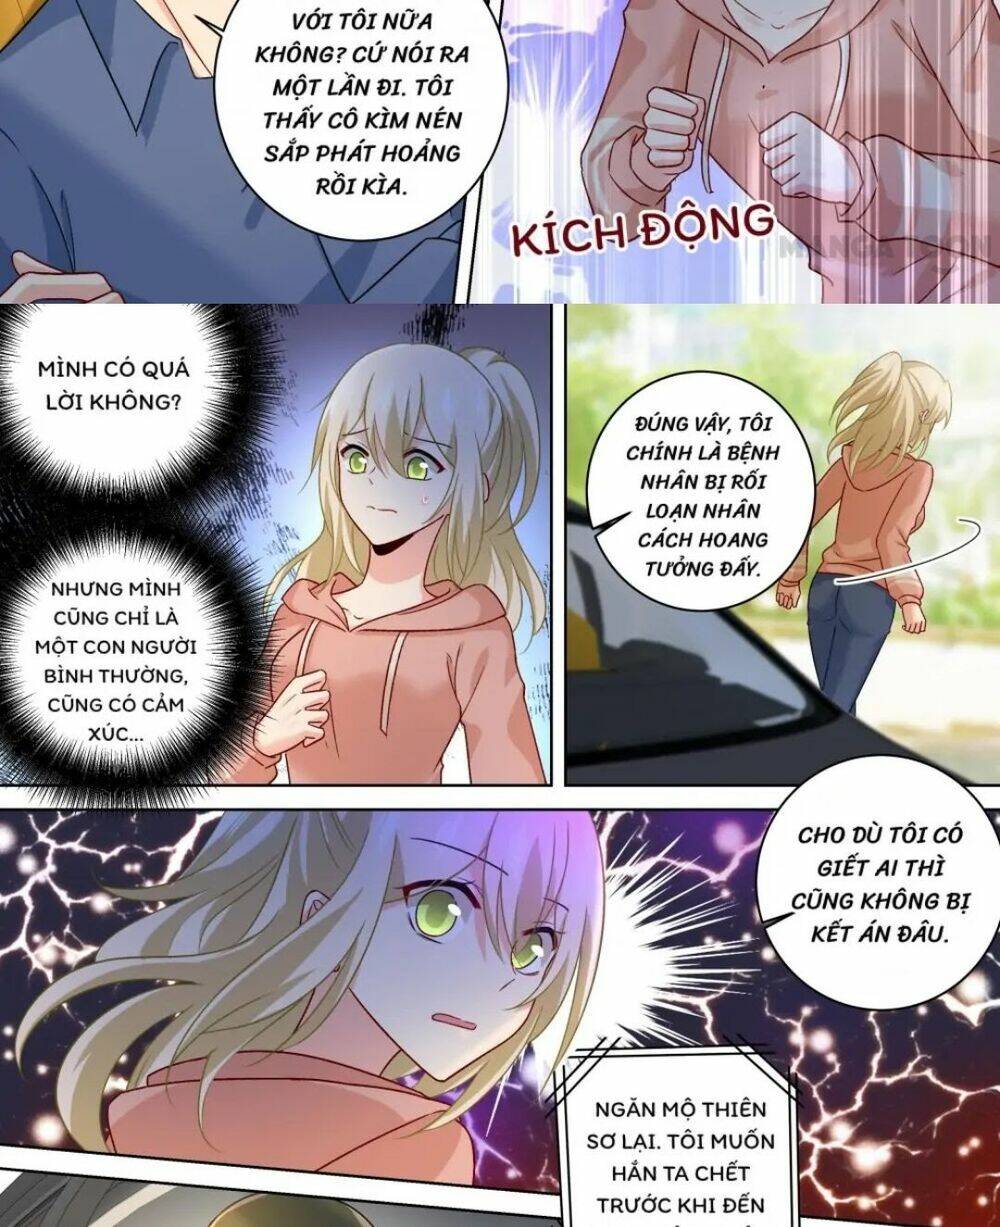 VỚI TÔI NỮA
KHÔNG? CỨ NÓI RA
MỘT LẦN ĐI. TÔI
THẤY CÔ KÌM NÉN
SẮP PHÁT HOẢNG
RỒI KÌA.
KÍCH ĐỘNG
MÌNH CÓ QUÁ
LỜI KHÔNG?
ĐÚNG VẬY, TÔI
CHÍNH LÀ BỆNH
NHÂN BỊ RỐI
LOẠN NHÂN
CÁCH HOANG
TƯỞNG ĐẤY.
NHƯNG MÌNH
CŨNG CHỈ LÀ
MỘT CON NGƯỜI
BÌNH THƯỜNG,
CŨNG CÓ CẢM
XÚC...
CHO DÙ TÔI CÓ
GIẾT AI THÌ
CŨNG KHÔNG BỊ
KẾT ÁN ĐÂU.
NGĂN MỘ THIÊN
SƠ LẠI. TÔI MUỐN
HẮN TA CHẾT
TRƯỚC KHI ĐẾN